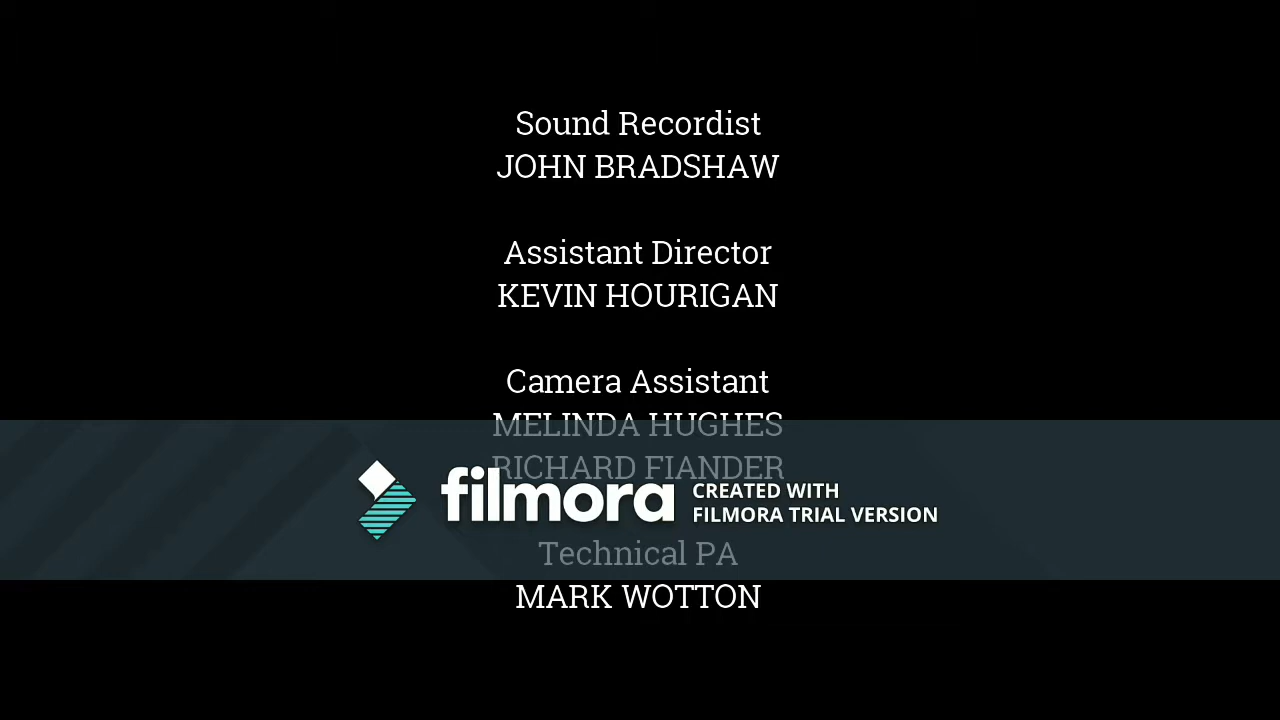 Sound Recordist
JOHN BRADSHAW
Assistant Director
KEVIN HOURIGAN
Camera Assistant
MELINDA HUGHES
RICHARD FIANDER
filmora
CREATED WITH
FILMORA TRIAL VERSION
Technical PA
MARK WOTTON